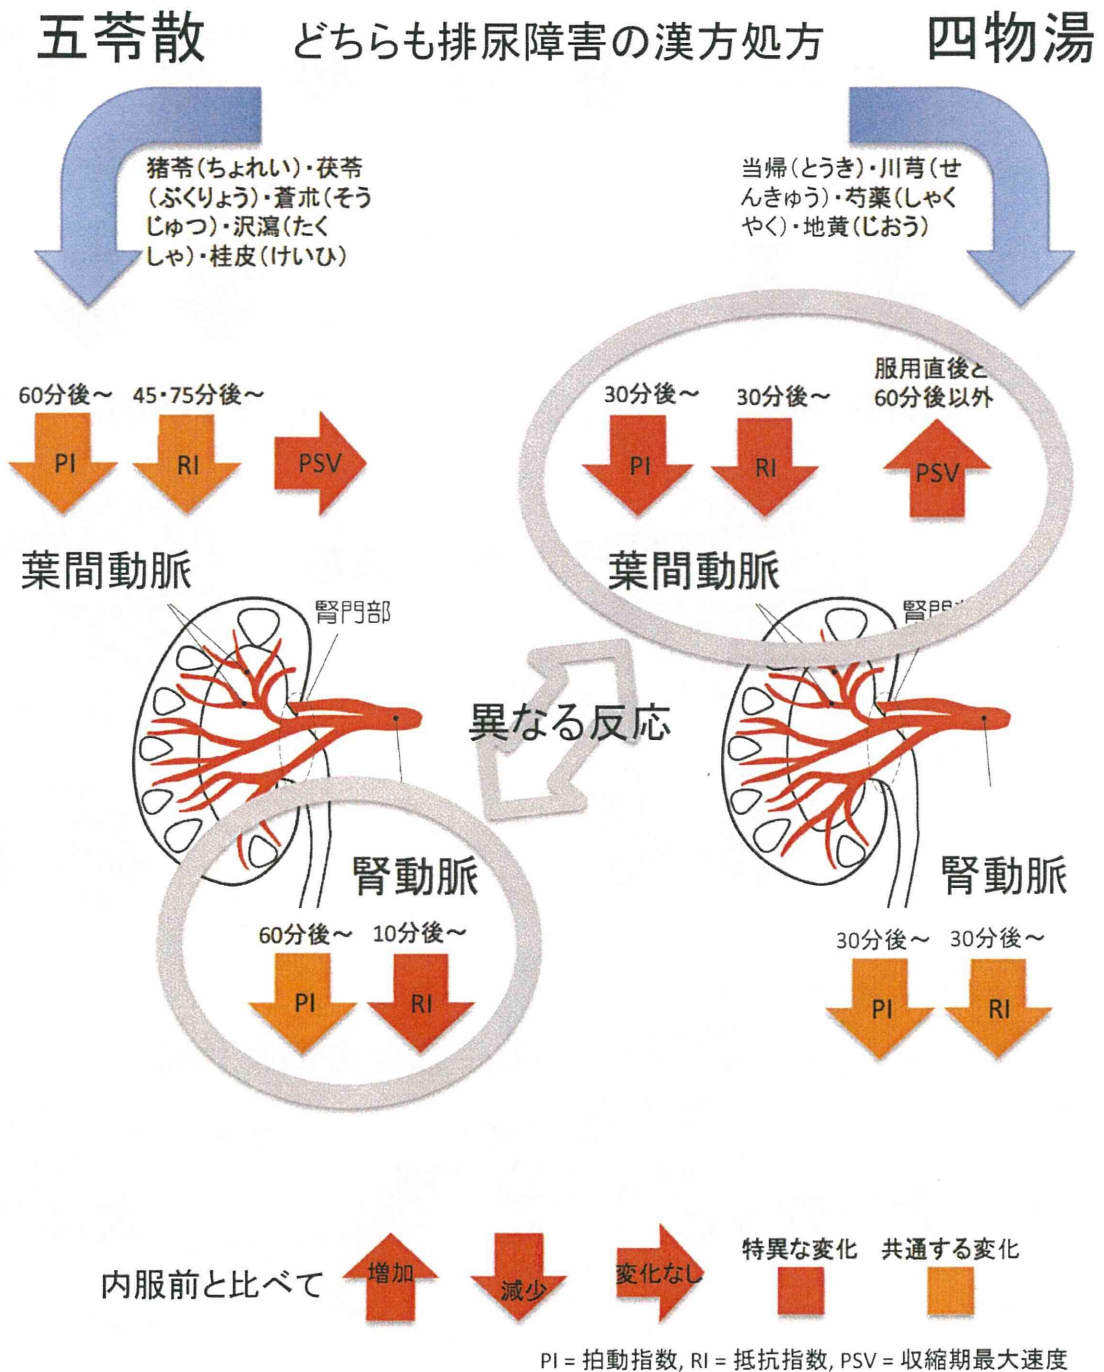 五苓散
どちらも排尿障害の漢方処方
四物湯
猪苓(ちょれい)・茯苓
(ぶくりょう)・蒼朮(そう
じゅつ)・沢瀉(たく
しゃ)・桂皮(けいひ)
当帰(とうき)・川芎(せ
んきゅう)・芍薬(しゃく
やく)・地黄(じおう)
60分後～
45・75分後～
PI
RI
PSV
30分後～
30分後～
服用直後と
60分後以外
PI
RI
PSV
葉間動脈
腎門部
葉間動脈
腎門
異なる反応
腎動脈
60分後～
10分後～
PI
RI
腎動脈
30分後～
30分後～
PI
RI
内服前と比べて
増加
減少
変化なし
特異な変化
共通する変化
PI = 拍動指数, RI = 抵抗指数, PSV = 収縮期最大速度